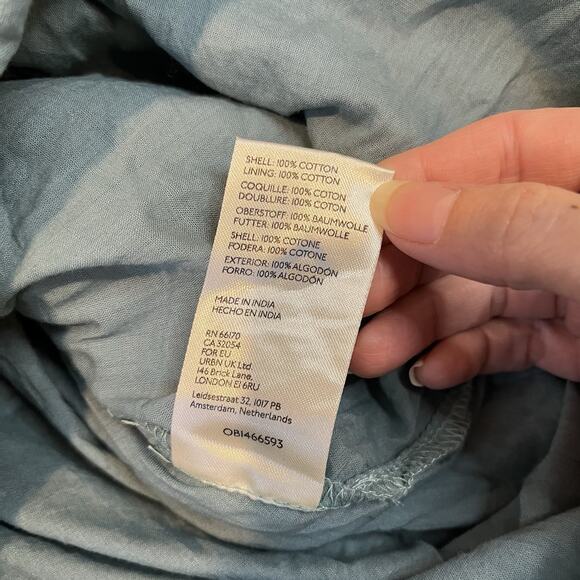 SHELL: 100% COTTON
LINING: 100% COTTON
COQUILLE: 100% COTON
DOUBLURE: 100% COTON
OBERSTOFF: 100% BAUMWOLLE
FUTTER: 100% BAUMWOLLE
SHELL: 100% COTONE
FODERA: 100% COTONE
EXTERIOR: 100% ALGODÓN
FORRO: 100% ALGODÓN
MADE IN INDIA
HECHO EN INDIA
RN 66170
CA 32054
FOR EU
URBN UK Ltd.
146 Brick Lane,
LONDON E1 6RU
Leidsestraat 32, 1017 PB
Amsterdam, Netherlands
OB1466593